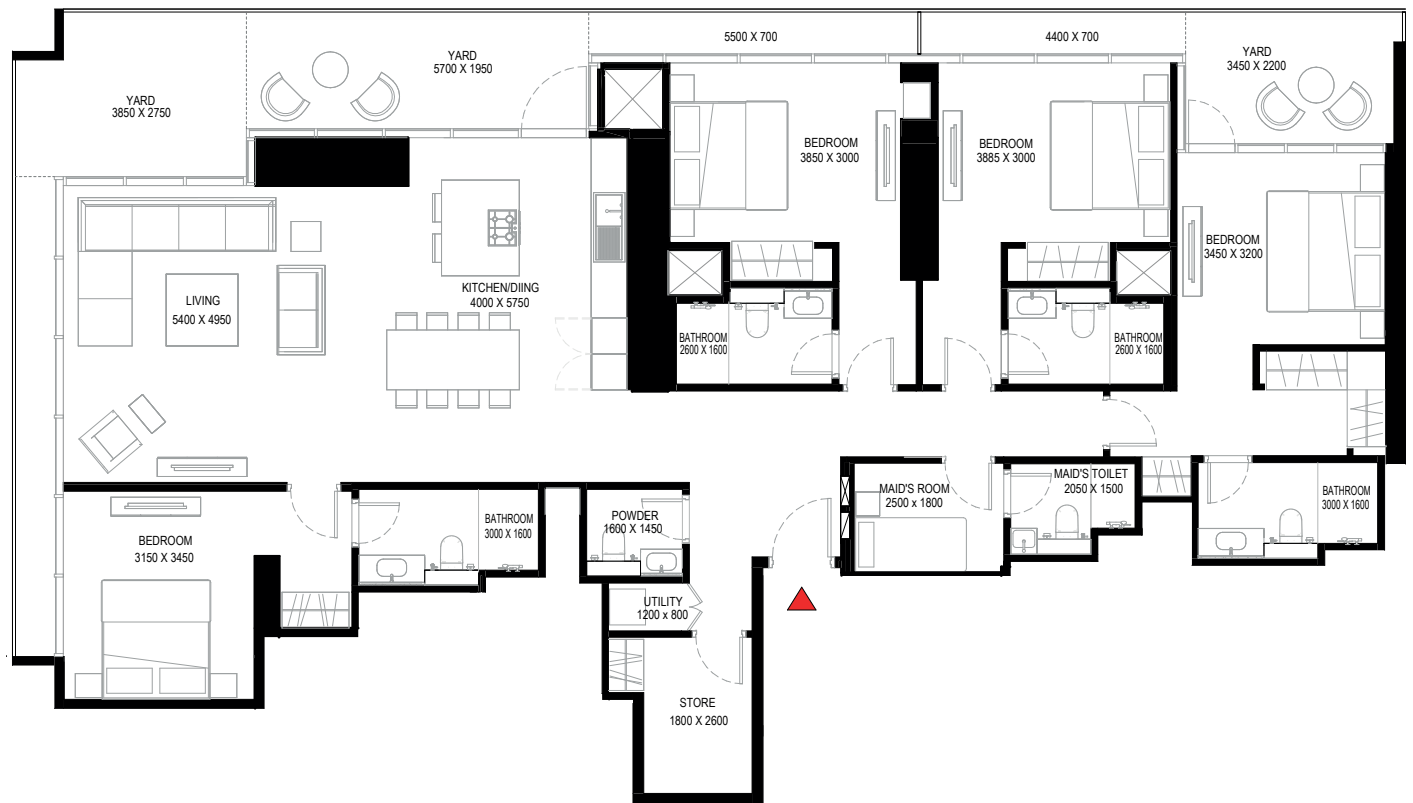 5500 X 700
4400 X 700
YARD
5700 X 1950
YARD
3450 X 2200
YARD
3850 X 2750
BEDROOM
3850 X 3000
BEDROOM
3885 X 3000
BEDROOM
3450 X 3200
KITCHEN/DIING
4000 X 5750
LIVING
5400 X 4950
BATHROOM
2600 X 1600
BATHROOM
2600 X 1600
MAID'S ROOM
2500 x 1800
MAID'S TOILET
2050 X 1500
BATHROOM
3000 X 1600
BATHROOM
3000 X 1600
POWDER
1600 X 1450
BEDROOM
3150 X 3450
UTILITY
1200 x 800
STORE
1800 X 2600